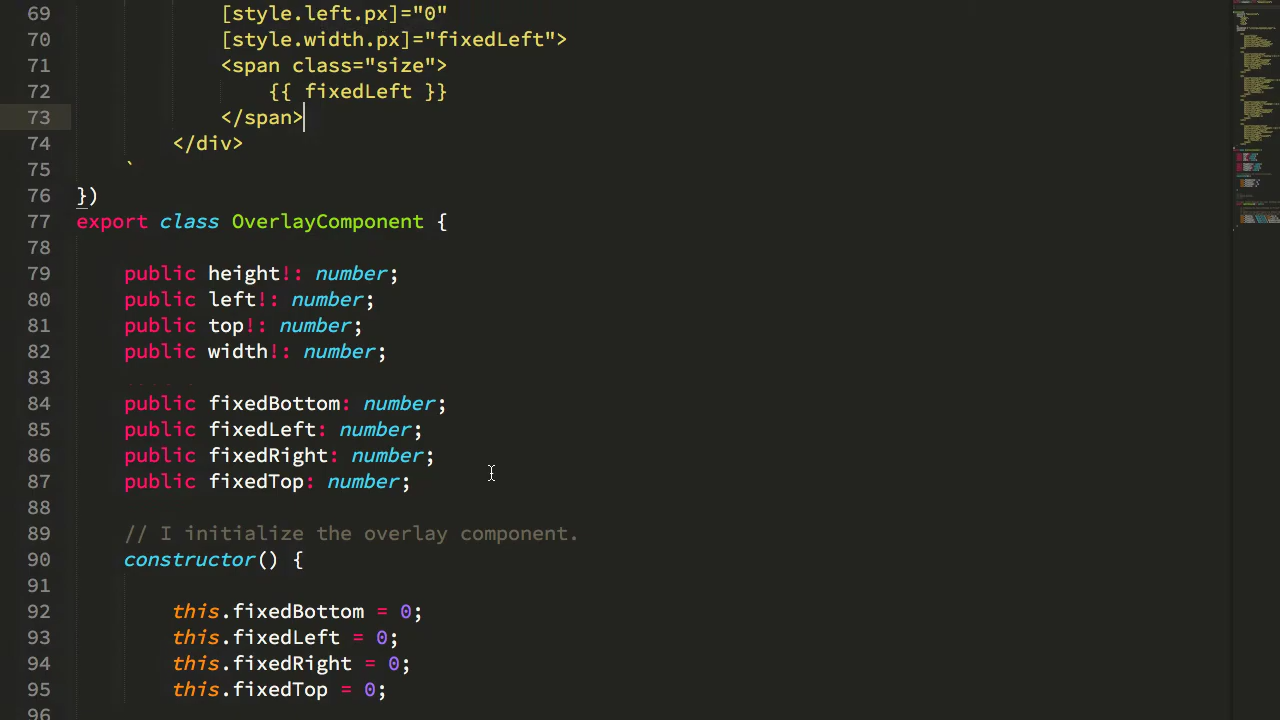 69 [style.left.px]="0"
70 [style.width.px]="fixedLeft">
71 <span class="size">
72 {{ fixedLeft }}
73 </span>
74 </div>
75 `
76 })
77 export class OverlayComponent {
78
79 public height!: number;
80 public left!: number;
81 public top!: number;
82 public width!: number;
83
84 public fixedBottom: number;
85 public fixedLeft: number;
86 public fixedRight: number;
87 public fixedTop: number;
88
89 // I initialize the overlay component.
90 constructor() {
91
92 this.fixedBottom = 0;
93 this.fixedLeft = 0;
94 this.fixedRight = 0;
95 this.fixedTop = 0;
96